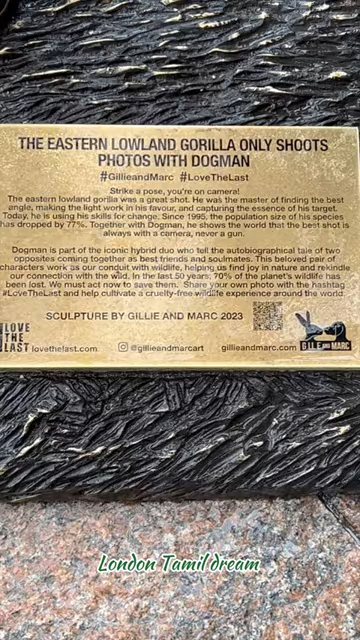 THE EASTERN LOWLAND GORILLA ONLY SHOOTS
PHOTOS WITH DOGMAN
#GillieandMarc #LoveTheLast
Strike a pose, you're on camera!
The eastern lowland gorilla was a great shot. He was the master of finding the best
angle, making the light work in his favour, and capturing the essence of his target.
Today, he is using his skills for change. Since 1995, the population size of his species
has dropped by 77%. Together with Dogman, he shows the world that the best shot is
always with a camera, never a gun.
Dogman is part of the iconic hybrid duo who tell the autobiographical tale of two
opposites coming together as best friends and soulmates. This beloved pair of
characters work as our conduit with wildlife, helping us find joy in nature and rekindle
our connection with the wild. In the last 50 years, 70% of the planet's wildlife has
been lost. We must act now to save them. Share your own photo with the hashtag
#LoveTheLast and help cultivate a cruelly-free wildlife experience around the world.
SCULPTURE BY GILLIE AND MARC 2023
LOVE
THE
LAST lovethelast.com @gillieandmarcart gillieandmarc.com
GILLIE AND MARC
London Tamil dream